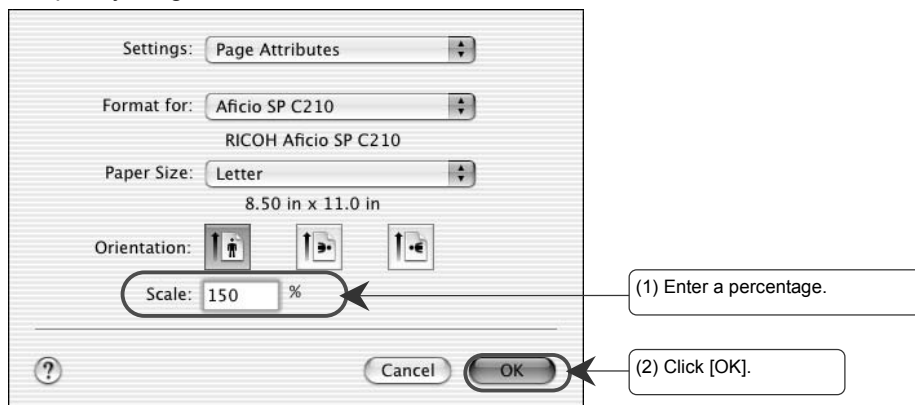 Settings: Page Attributes
Format for: Aficio SP C210
RICOH Aficio SP C210
Paper Size: Letter
8.50 in x 11.0 in
Orientation:
Scale: 150 %
(1) Enter a percentage.
? Cancel OK
(2) Click [OK].